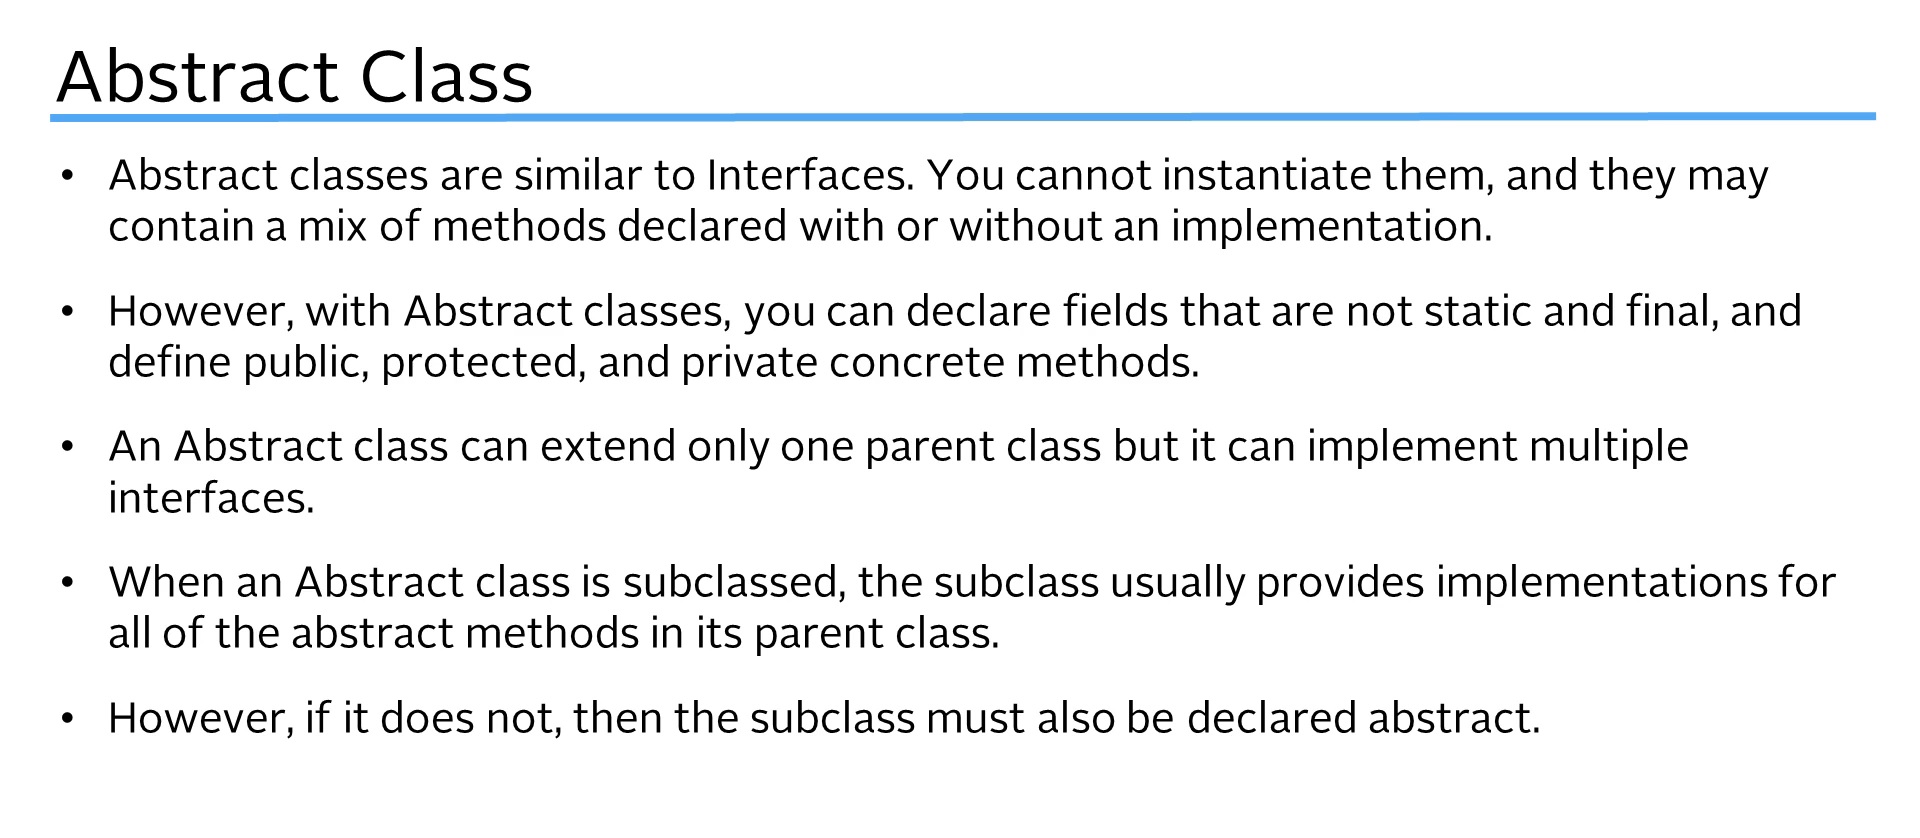 Abstract Class
• Abstract classes are similar to Interfaces. You cannot instantiate them, and they may
contain a mix of methods declared with or without an implementation.
• However, with Abstract classes, you can declare fields that are not static and final, and
define public, protected, and private concrete methods.
• An Abstract class can extend only one parent class but it can implement multiple
interfaces.
• When an Abstract class is subclassed, the subclass usually provides implementations for
all of the abstract methods in its parent class.
• However, if it does not, then the subclass must also be declared abstract.